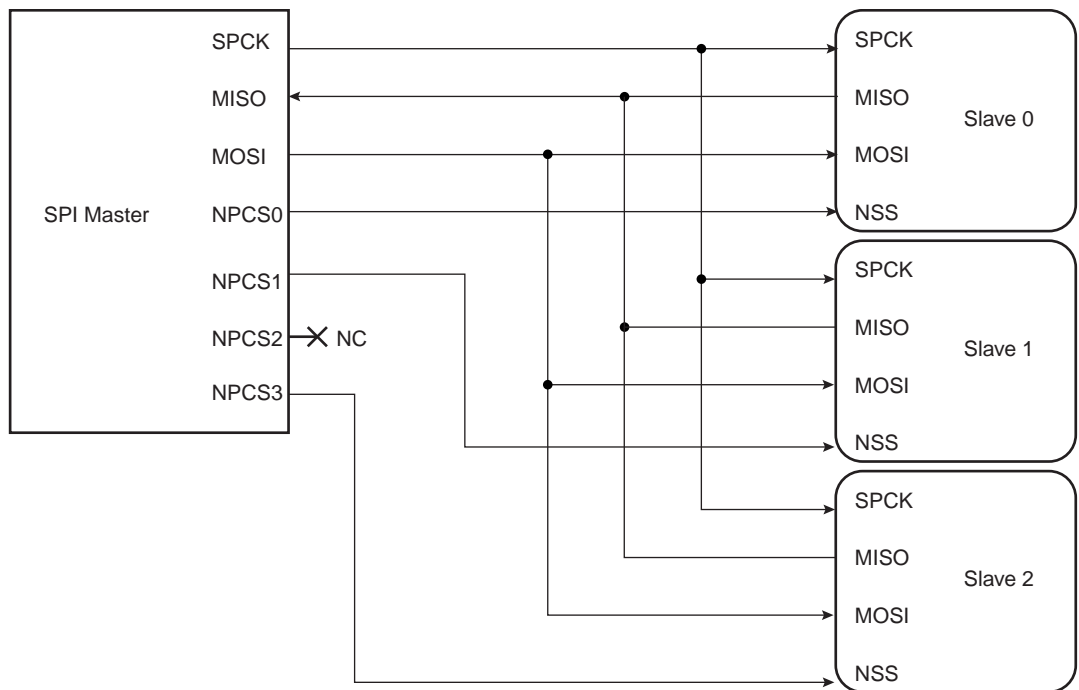 SPI Master
SPCK
MISO
MOSI
NPCS0
NPCS1
NPCS2
NC
NPCS3
SPCK
MISO
Slave 0
MOSI
NSS
SPCK
MISO
Slave 1
MOSI
NSS
SPCK
MISO
Slave 2
MOSI
NSS